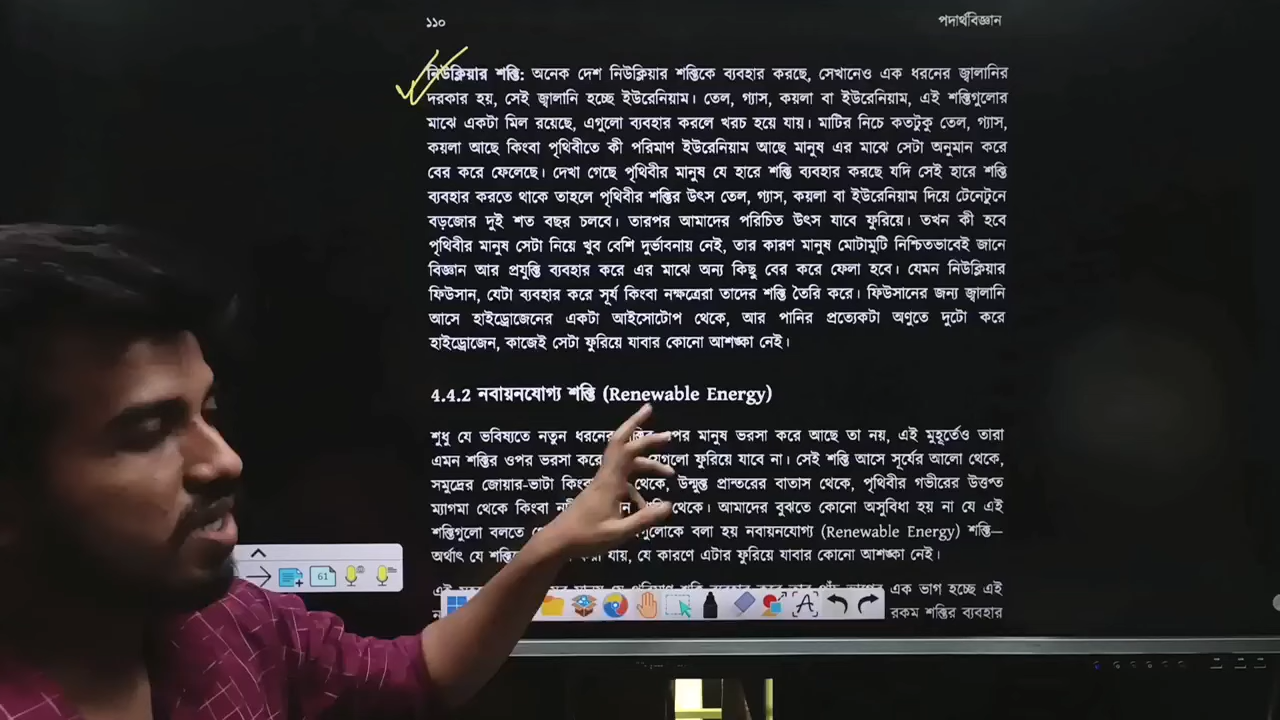 ১১০
পদার্থবিজ্ঞান
নিউক্লিয়ার শক্তি: অনেক দেশ নিউক্লিয়ার শক্তিকে ব্যবহার করছে, সেখানেও এক ধরনের জ্বালানির
দরকার হয়, সেই জ্বালানি হচ্ছে ইউরেনিয়াম। তেল, গ্যাস, কয়লা বা ইউরেনিয়াম, এই শক্তিগুলোর
মাঝে একটা মিল রয়েছে, এগুলো ব্যবহার করলে খরচ হয়ে যায়। মাটির নিচে কতটুকু তেল, গ্যাস,
কয়লা আছে কিংবা পৃথিবীতে কী পরিমাণ ইউরেনিয়াম আছে মানুষ এর মাঝে সেটা অনুমান করে
বের করে ফেলেছে। দেখা গেছে পৃথিবীর মানুষ যে হারে শক্তি ব্যবহার করছে যদি সেই হারে শক্তি
ব্যবহার করতে থাকে তাহলে পৃথিবীর শক্তির উৎস তেল, গ্যাস, কয়লা বা ইউরেনিয়াম দিয়ে টেনেটুনে
বড়জোর দুই শত বছর চলবে। তারপর আমাদের পরিচিত উৎস যাবে ফুরিয়ে। তখন কী হবে
পৃথিবীর মানুষ সেটা নিয়ে খুব বেশি দুর্ভাবনায় নেই, তার কারণ মানুষ মোটামুটি নিশ্চিতভাবেই জানে
বিজ্ঞান আর প্রযুক্তি ব্যবহার করে এর মাঝে অন্য কিছু বের করে ফেলা হবে। যেমন নিউক্লিয়ার
ফিউসান, যেটা ব্যবহার করে সূর্য কিংবা নক্ষত্রেরা তাদের শক্তি তৈরি করে। ফিউসানের জন্য জ্বালানি
আসে হাইড্রোজেনের একটা আইসোটোপ থেকে, আর পানির প্রত্যেকটা অণুতে দুটো করে
হাইড্রোজেন, কাজেই সেটা ফুরিয়ে যাবার কোনো আশঙ্কা নেই।
4.4.2 নবায়নযোগ্য শক্তি (Renewable Energy)
শুধু যে ভবিষ্যতে নতুন ধরনের ওপর মানুষ ভরসা করে আছে তা নয়, এই মুহূর্তেও তারা
এমন শক্তির ওপর ভরসা করে ফুরিয়ে যাবে না। সেই শক্তি আসে সূর্যের আলো থেকে,
সমুদ্রের জোয়ার-ভাটা থেকে, উন্মুক্ত প্রান্তরের বাতাস থেকে, পৃথিবীর গভীরের উত্তপ্ত
ম্যাগমা থেকে কিংবা থেকে। আমাদের বুঝতে কোনো অসুবিধা হয় না যে এই
শক্তিগুলো বলতে বলা হয় নবায়নযোগ্য (Renewable Energy) শক্তি—
অর্থাৎ যে যায়, যে কারণে এটার ফুরিয়ে যাবার কোনো আশঙ্কা নেই।
এক ভাগ হচ্ছে এই
রকম শক্তির ব্যবহার
61